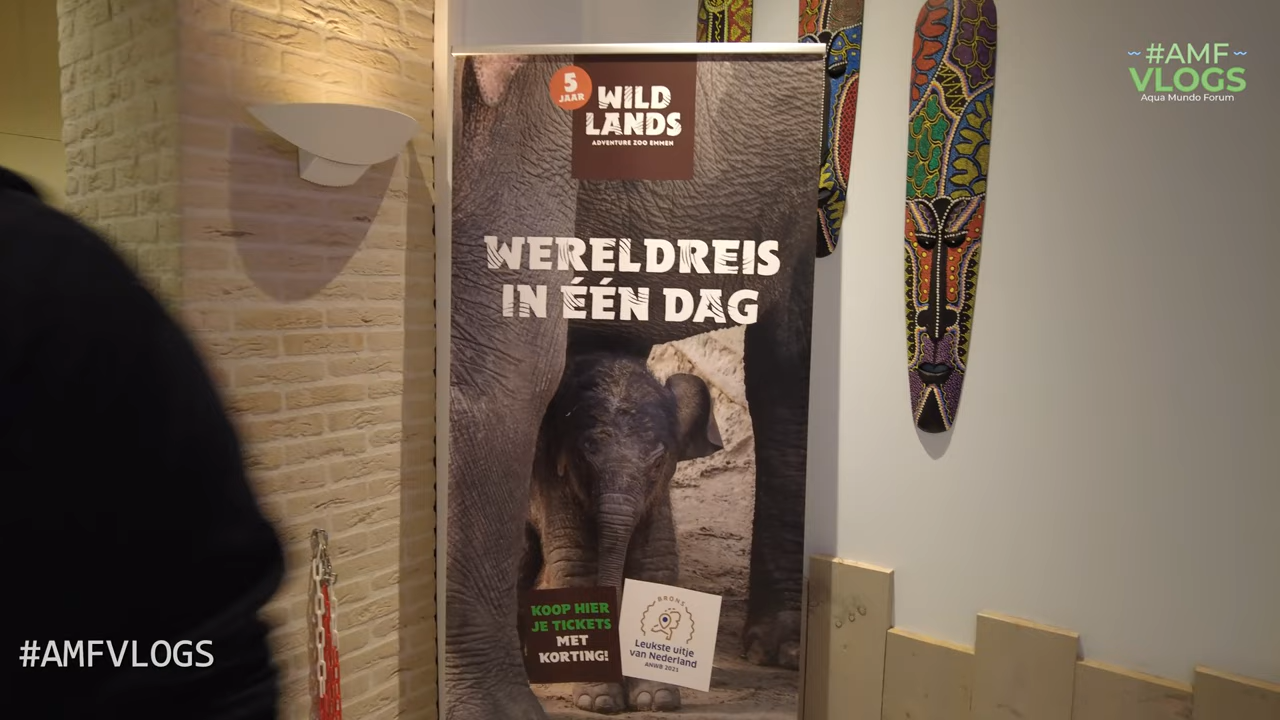 #AMF
VLOGS
Aqua Mundo Forum
5
JAAR
WILD
LANDS
ADVENTURE ZOO EMMEN
WERELDREIS
IN ÉÉN DAG
KOOP HIER
JE TICKETS
MET
KORTING!
BRONS
Leukste uitje
van Nederland
ANWB 2021
#AMFVLOGS